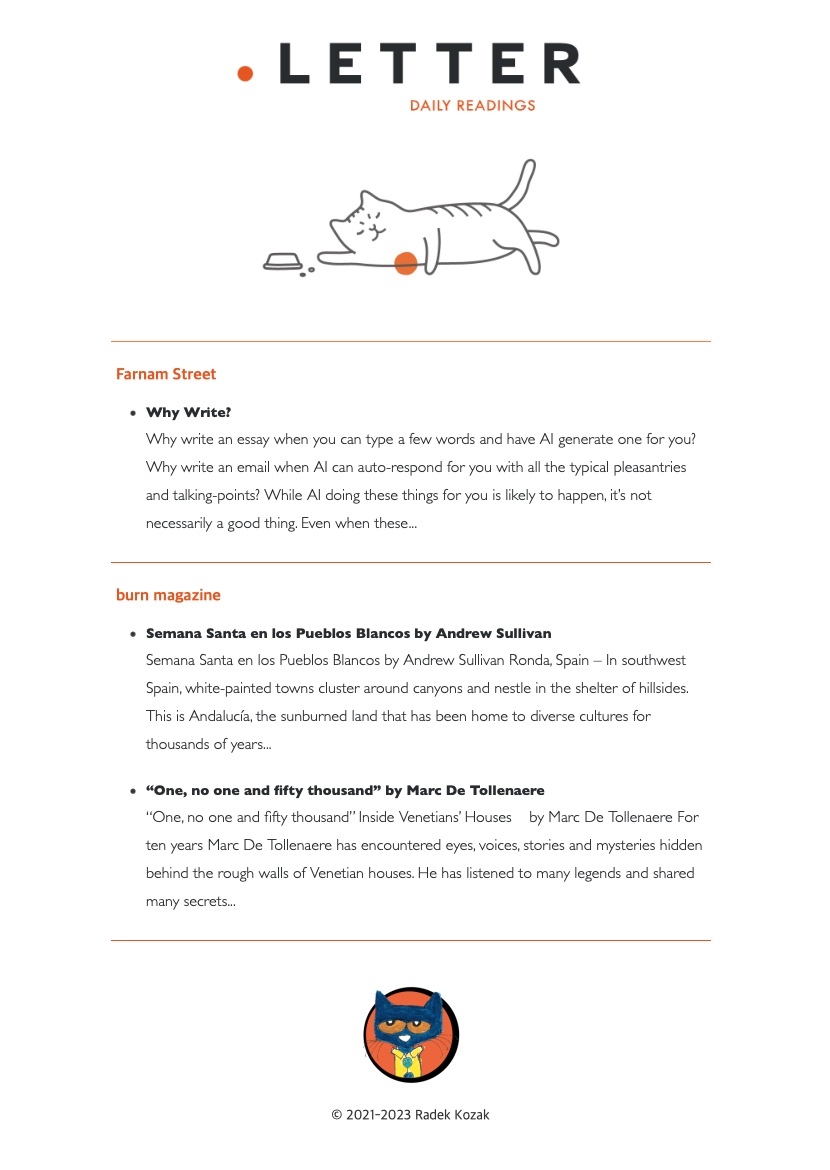 LETTER
DAILY READINGS
Farnam Street
• Why Write?
Why write an essay when you can type a few words and have AI generate one for you?
Why write an email when AI can auto-respond for you with all the typical pleasantries
and talking-points? While AI doing these things for you is likely to happen, it’s not
necessarily a good thing. Even when these...
burn magazine
• Semana Santa en los Pueblos Blancos by Andrew Sullivan
Semana Santa en los Pueblos Blancos by Andrew Sullivan Ronda, Spain – In southwest
Spain, white-painted towns cluster around canyons and nestle in the shelter of hillsides.
This is Andalucía, the sunburned land that has been home to diverse cultures for
thousands of years...
• “One, no one and fifty thousand” by Marc De Tollenaere
“One, no one and fifty thousand” Inside Venetians’ Houses by Marc De Tollenaere For
ten years Marc De Tollenaere has encountered eyes, voices, stories and mysteries hidden
behind the rough walls of Venetian houses. He has listened to many legends and shared
many secrets...
© 2021-2023 Radek Kozak